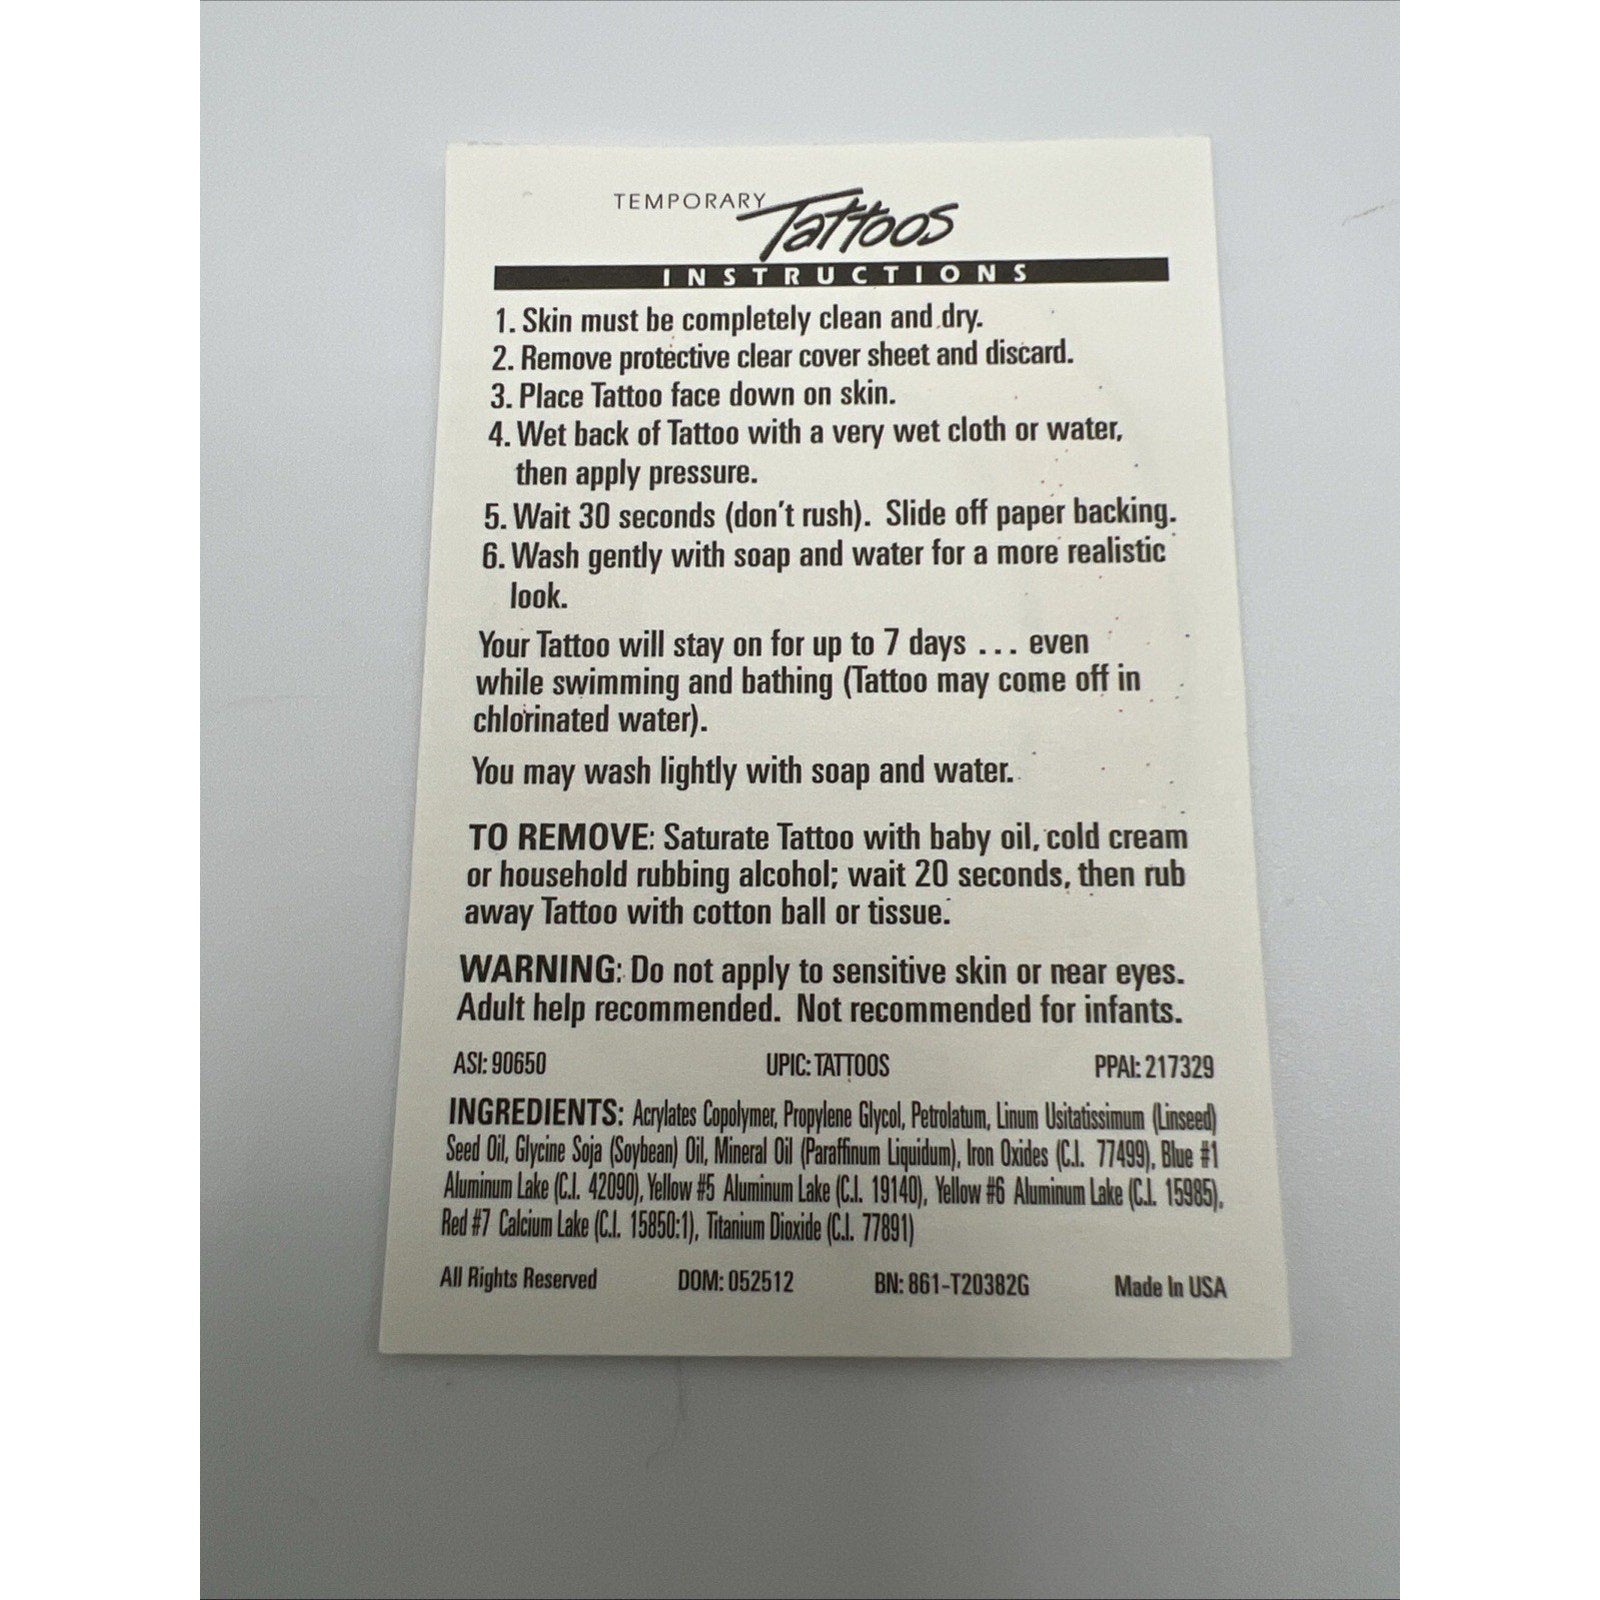 TEMPORARY Tattoos
INSTRUCTIONS
1. Skin must be completely clean and dry.
2. Remove protective clear cover sheet and discard.
3. Place Tattoo face down on skin.
4. Wet back of Tattoo with a very wet cloth or water,
then apply pressure.
5. Wait 30 seconds (don't rush). Slide off paper backing.
6. Wash gently with soap and water for a more realistic
look.
Your Tattoo will stay on for up to 7 days ... even
while swimming and bathing (Tattoo may come off in
chlorinated water).
You may wash lightly with soap and water.
TO REMOVE: Saturate Tattoo with baby oil, cold cream
or household rubbing alcohol; wait 20 seconds, then rub
away Tattoo with cotton ball or tissue.
WARNING: Do not apply to sensitive skin or near eyes.
Adult help recommended. Not recommended for infants.
ASI: 90650 UPIC: TATTOOS PPAI: 217329
INGREDIENTS: Acrylates Copolymer, Propylene Glycol, Petrolatum, Linum Usitatissimum (Linseed)
Seed Oil, Glycine Soja (Soybean) Oil, Mineral Oil (Paraffinum Liquidum), Iron Oxides (C.I. 77499), Blue #1
Aluminum Lake (C.I. 42090), Yellow #5 Aluminum Lake (C.I. 19140), Yellow #6 Aluminum Lake (C.I. 15985),
Red #7 Calcium Lake (C.I. 15850:1), Titanium Dioxide (C.I. 77891)
All Rights Reserved DOM: 052512 BN: 861-T20382G Made In USA